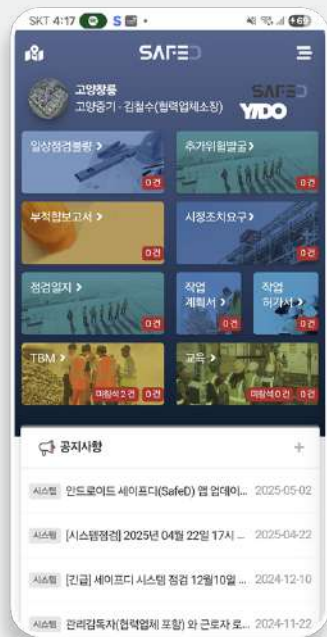 SKT 4:17 S
69
SAFED
고양창릉
고양중기 - 김철수(협력업체소장)
SAFED
YIDO
일상점검불량 >
0건
추가위험발굴 >
0건
부적합보고서 >
0건
시정조치요구 >
0건
점검일지 >
0건
작업
계획서 >
0건
작업
허가서 >
0건
TBM >
미참석 2건 0건
교육 >
미참석 0건 0건
공지사항 +
시스템 안드로이드 세이프디(SafeD) 앱 업데이... 2025-05-02
시스템 [시스템점검] 2025년 04월 22일 17시 ... 2025-04-22
시스템 [긴급] 세이프디 시스템 점검 12월10일 ... 2024-12-10
시스템 관리감독자(협력업체 포함) 와 근로자 로... 2024-11-22